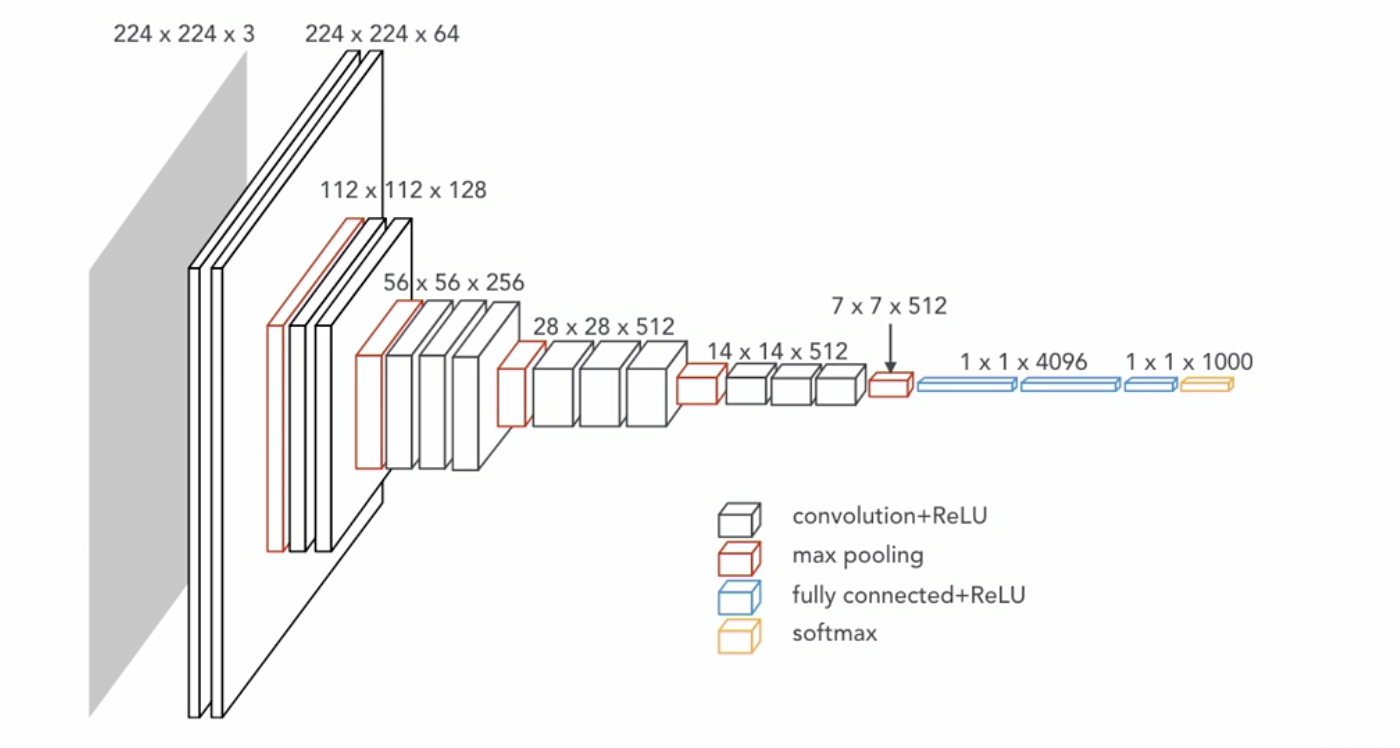 224 x 224 x 3
224 x 224 x 64
112 x 112 x 128
56 x 56 x 256
28 x 28 x 512
14 x 14 x 512
7 x 7 x 512
1 x 1 x 4096
1 x 1 x 1000
convolution+ReLU
max pooling
fully connected+ReLU
softmax